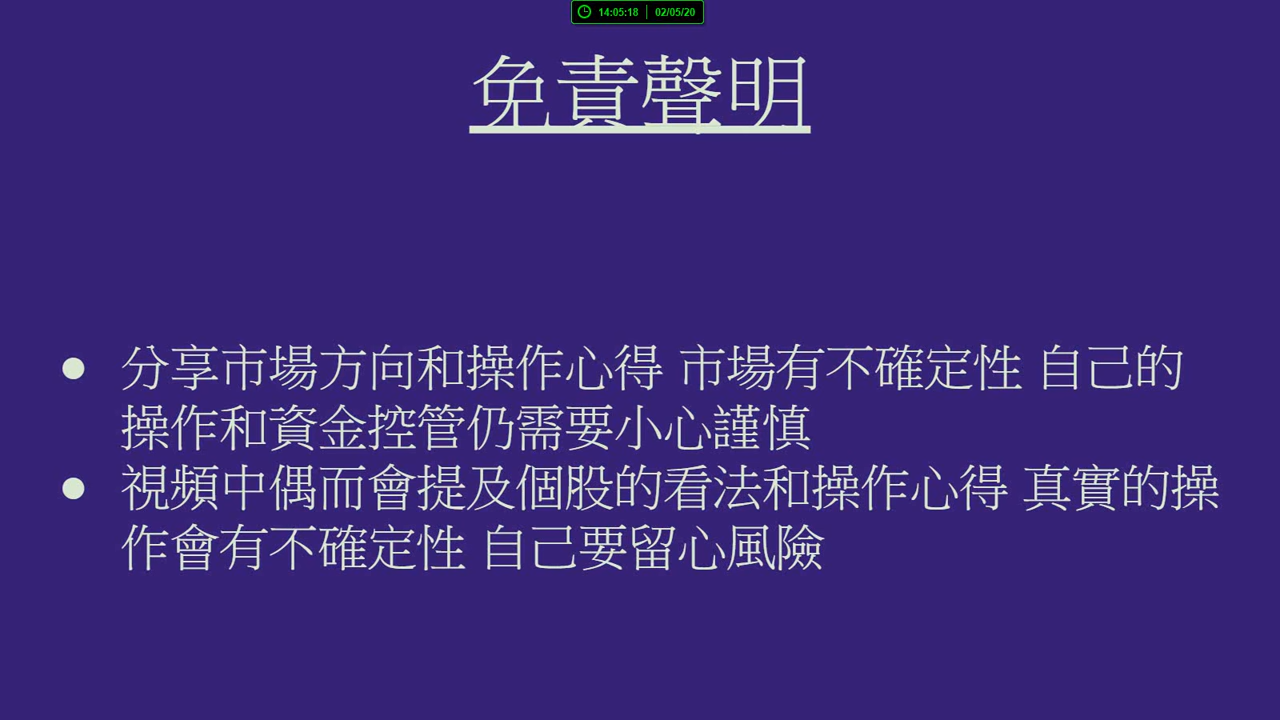 14:05:18 02/05/20
免責聲明
● 分享市場方向和操作心得 市場有不確定性 自己的
操作和資金控管仍需要小心謹慎
● 視頻中偶而會提及個股的看法和操作心得 真實的操
作會有不確定性 自己要留心風險